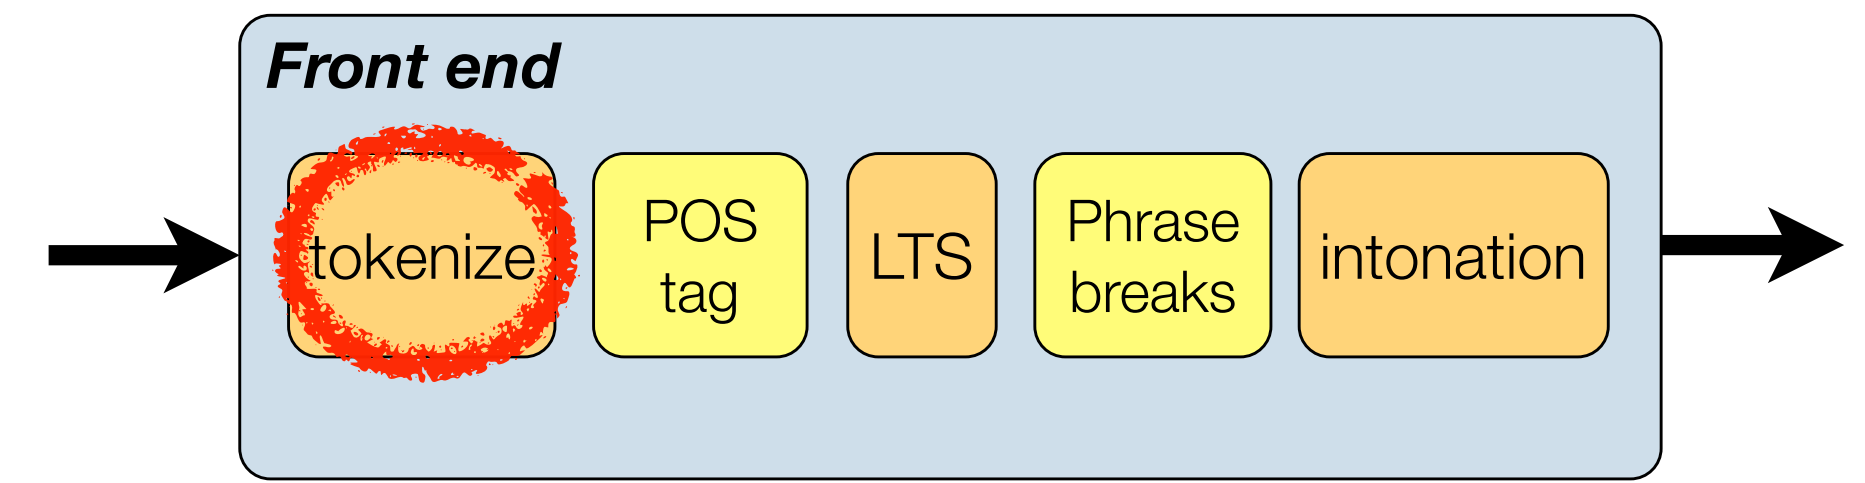 Front end
tokenize
POS
tag
LTS
Phrase
breaks
intonation